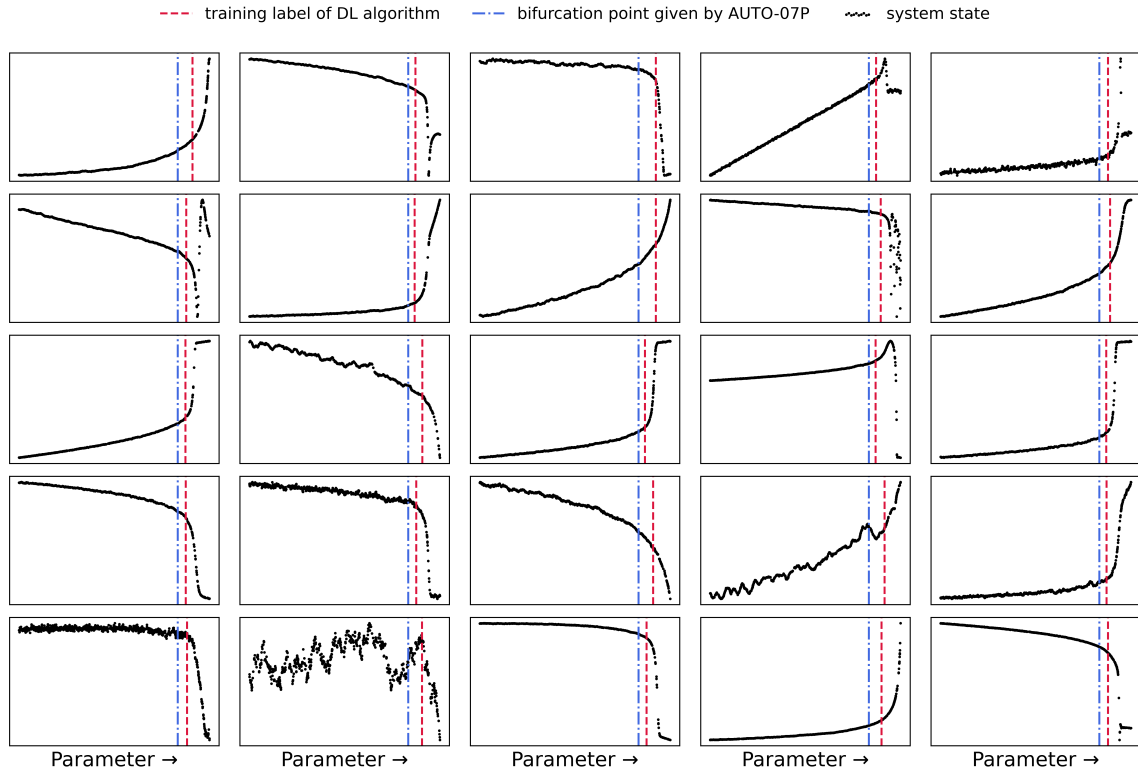 training label of DL algorithm bifurcation point given by AUTO-07P system state
Parameter → Parameter → Parameter → Parameter → Parameter →